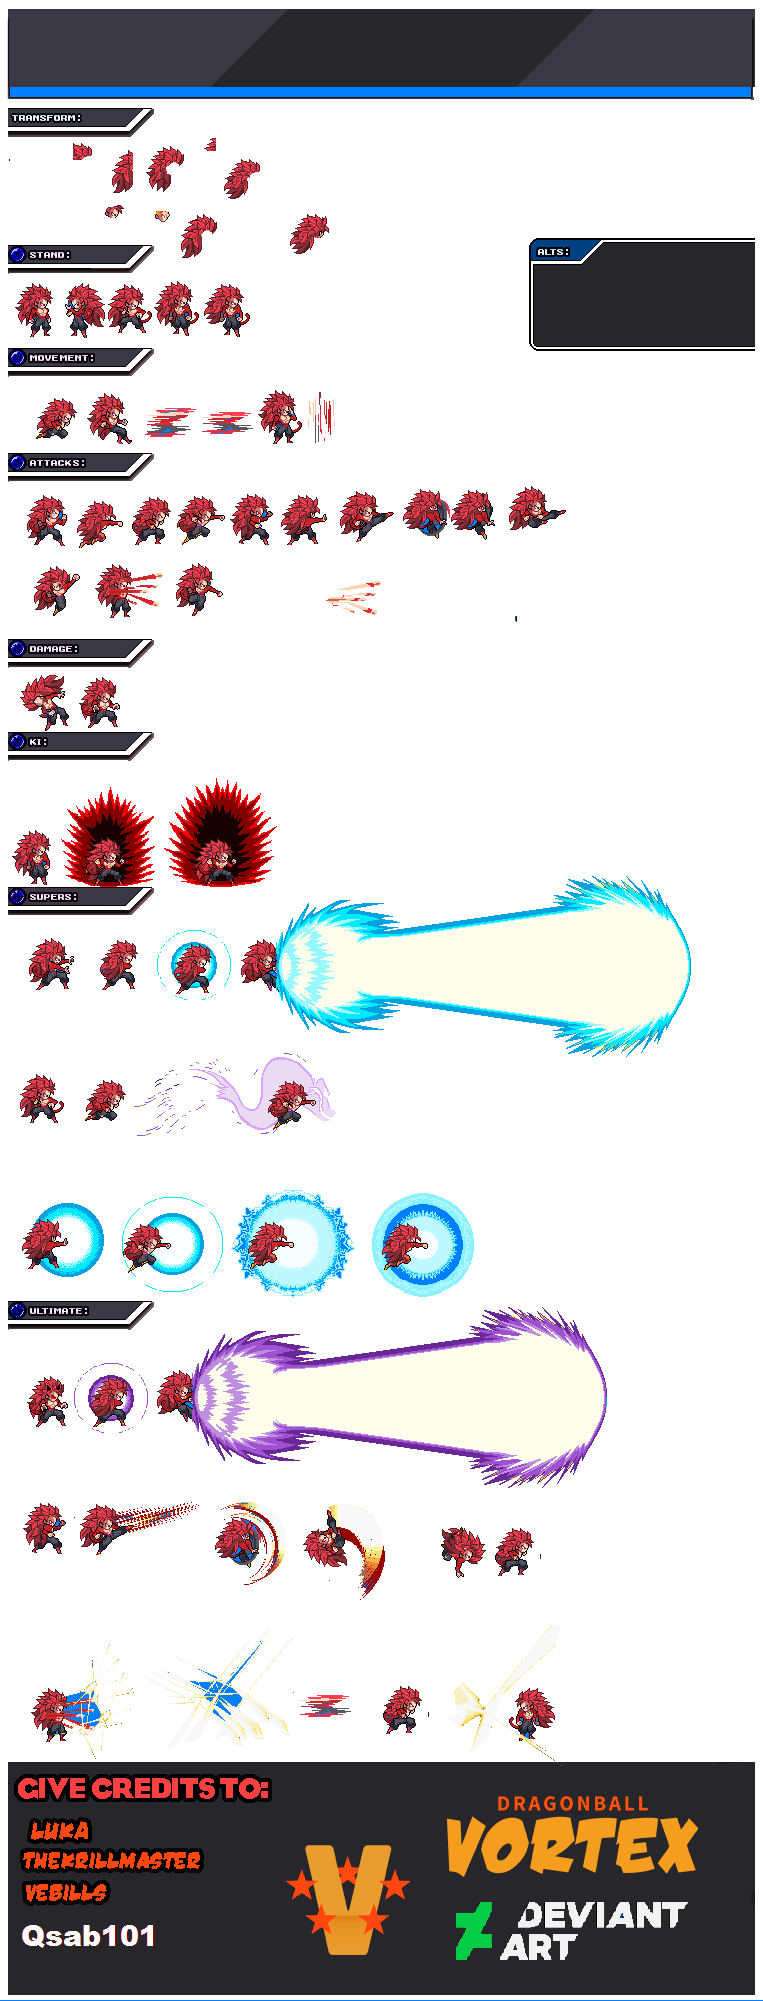 TRANSFORM:
STAND:
ALTS:
MOVEMENT:
ATTACKS:
DAMAGE:
KI:
SUPERS:
ULTIMATE:
GIVE CREDITS TO:
LUKA
THEKRILLMASTER
VEBILLS
Qsab101
V
DRAGONBALL
VORTEX
DEVIANT
ART